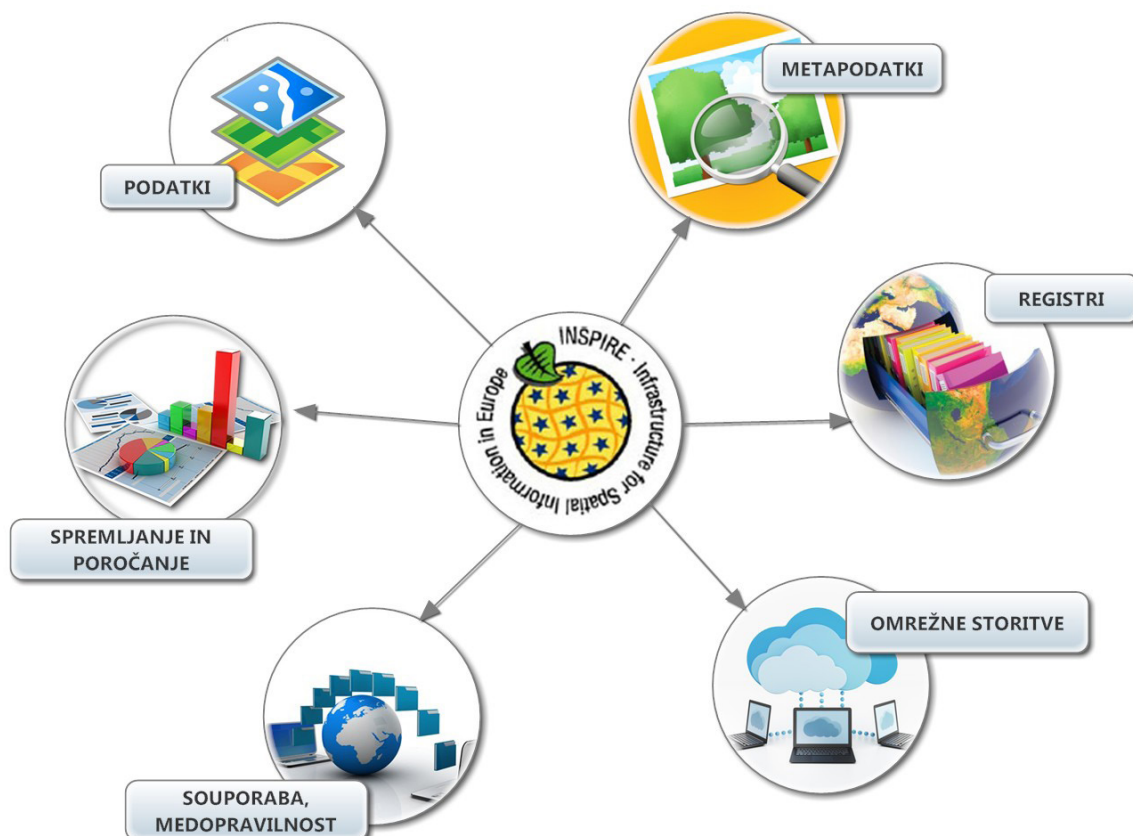 PODATKI
METAPODATKI
REGISTRI
INSPIRE - Infrastructure for Spatial Information in Europe
SPREMLJANJE IN
POROČANJE
OMREŽNE STORITVE
SOUPORABA,
MEDOPRAVILNOST